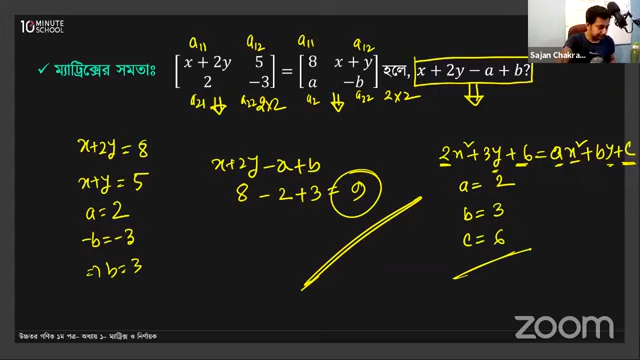 10 MINUTE SCHOOL
Sajan Chakra...
a₁₁ a₁₂ a₁₁ a₁₂
❖ ম্যাট্রিক্সের সমতাঃ [x + 2y 5; 2 −3] = [8 x + y; a −b] হলে, x + 2y − a + b?
a₂₁ a₂₂ 2×2 a₂ a₂₂ 2×2
x+2y = 8
x+y = 5
a = 2
-b = -3
⇒ b = 3
x+2y-a+b
8 - 2 + 3 = 9
2x²+3y+6 = ax²+by+c
a = 2
b = 3
c = 6
উচ্চতর গণিত ১ম পত্র- অধ্যায় ১- ম্যাট্রিক্স ও নির্ণায়ক
zoom